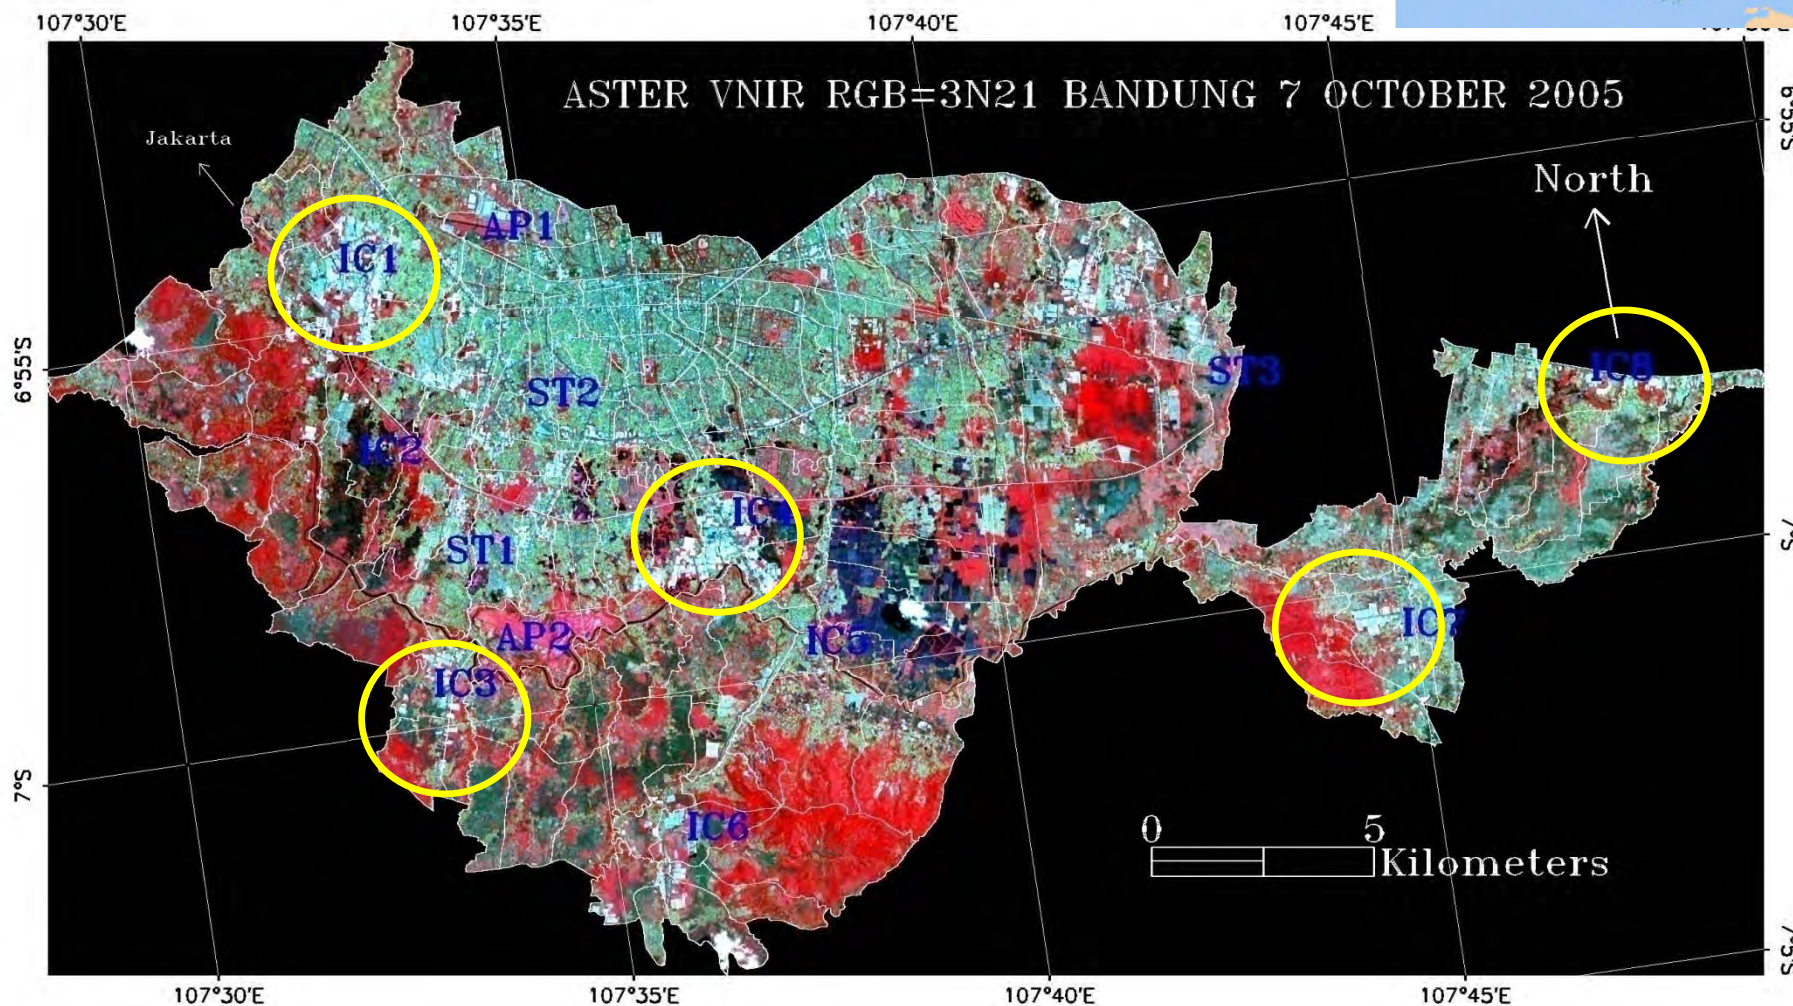 107°30'E 107°35'E 107°40'E 107°45'E
ASTER VNIR RGB=3N21 BANDUNG 7 OCTOBER 2005
Jakarta
North
AP1
IC1
6°55'S
ST2
ST3
IC8
IC2
IC4
ST1
AP2
IC5
IC7
IC3
7°S
IC6
0 5
Kilometers
107°30'E 107°35'E 107°40'E 107°45'E